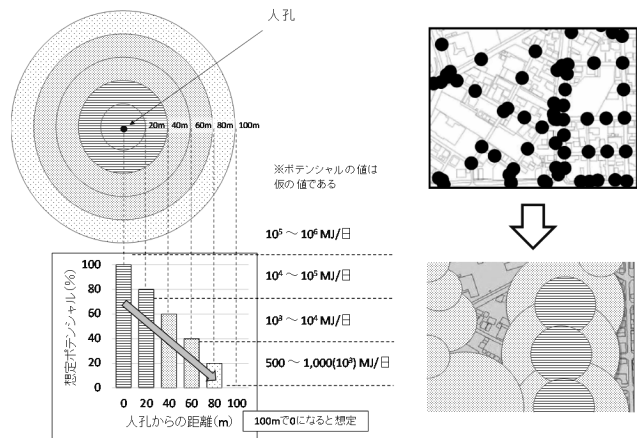 人孔
20m 40m 60m 80m 100m
※ポテンシャルの値は
仮の値である
10⁵ ～ 10⁶ MJ/日
10⁴ ～ 10⁵ MJ/日
10³ ～ 10⁴ MJ/日
500 ～ 1,000(10³) MJ/日
想定ポテンシャル(%)
100
80
60
40
20
0
0 20 40 60 80 100
人孔からの距離(m)
100mで0になると想定